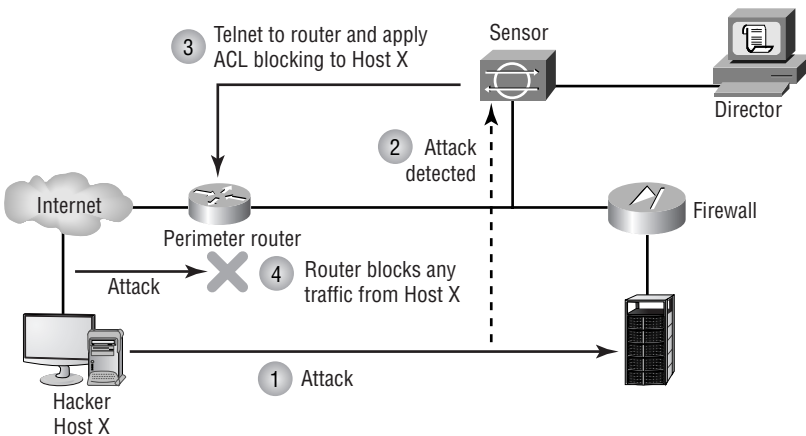 3
Telnet to router and apply
ACL blocking to Host X
Sensor
Director
2
Attack
detected
Internet
Perimeter router
Firewall
Attack
4
Router blocks any
traffic from Host X
1
Attack
Hacker
Host X